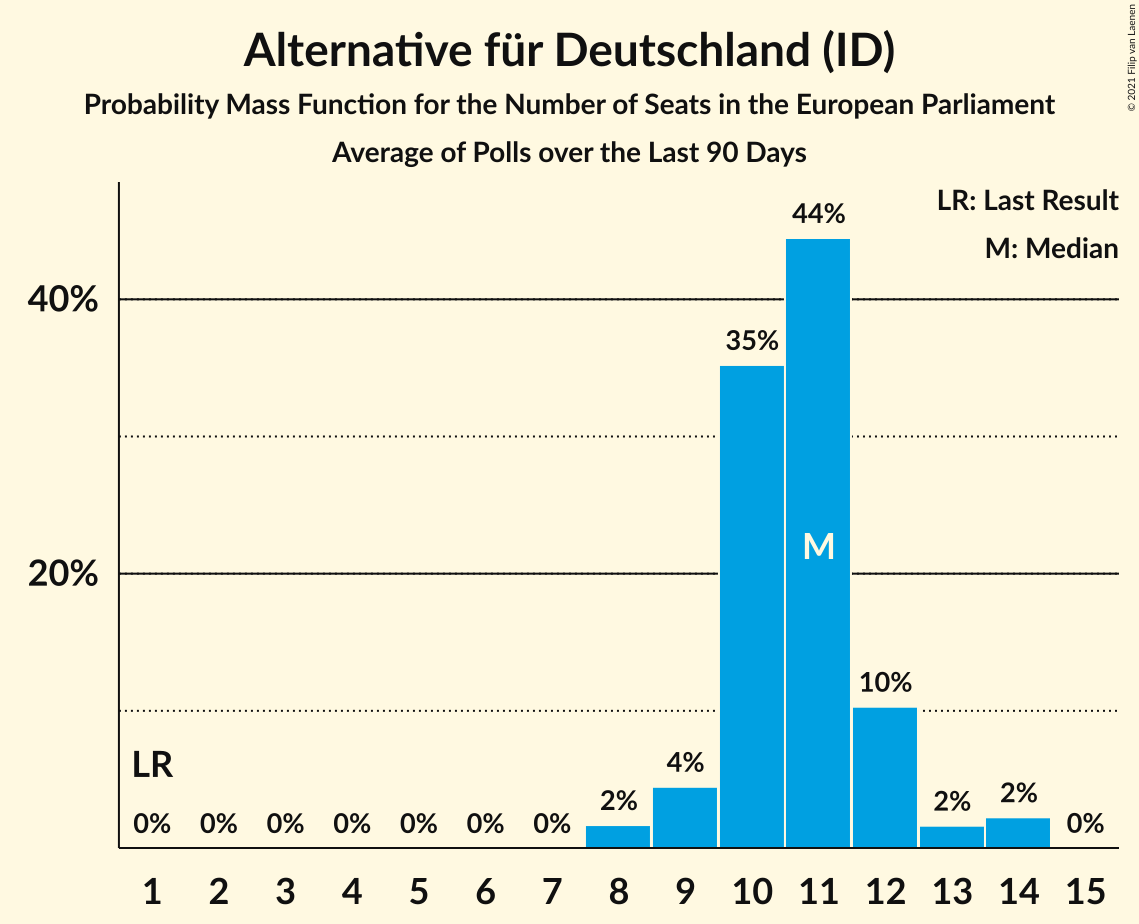 Alternative für Deutschland (ID)
Probability Mass Function for the Number of Seats in the European Parliament
Average of Polls over the Last 90 Days
© 2021 Filip van Laenen
LR: Last Result
M: Median
44%
40%
35%
M
20%
10%
LR
4%
2%
2%
2%
0% 0% 0% 0% 0% 0% 0% 0%
1 2 3 4 5 6 7 8 9 10 11 12 13 14 15